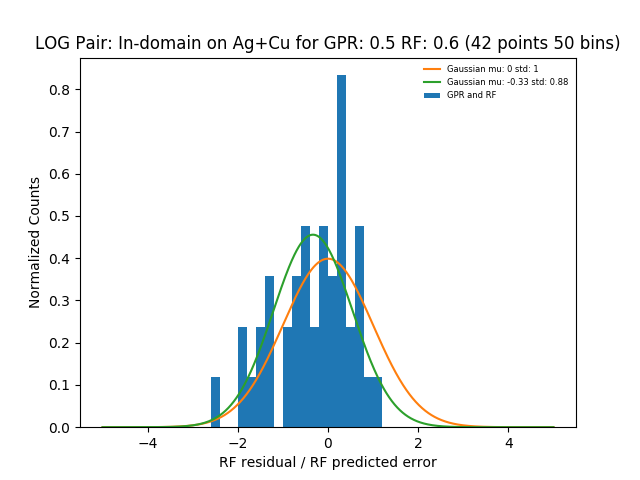 LOG Pair: In-domain on Ag+Cu for GPR: 0.5 RF: 0.6 (42 points 50 bins)
Gaussian mu: 0 std: 1
Gaussian mu: -0.33 std: 0.88
GPR and RF
Normalized Counts
0.8
0.7
0.6
0.5
0.4
0.3
0.2
0.1
0.0
−4 −2 0 2 4
RF residual / RF predicted error